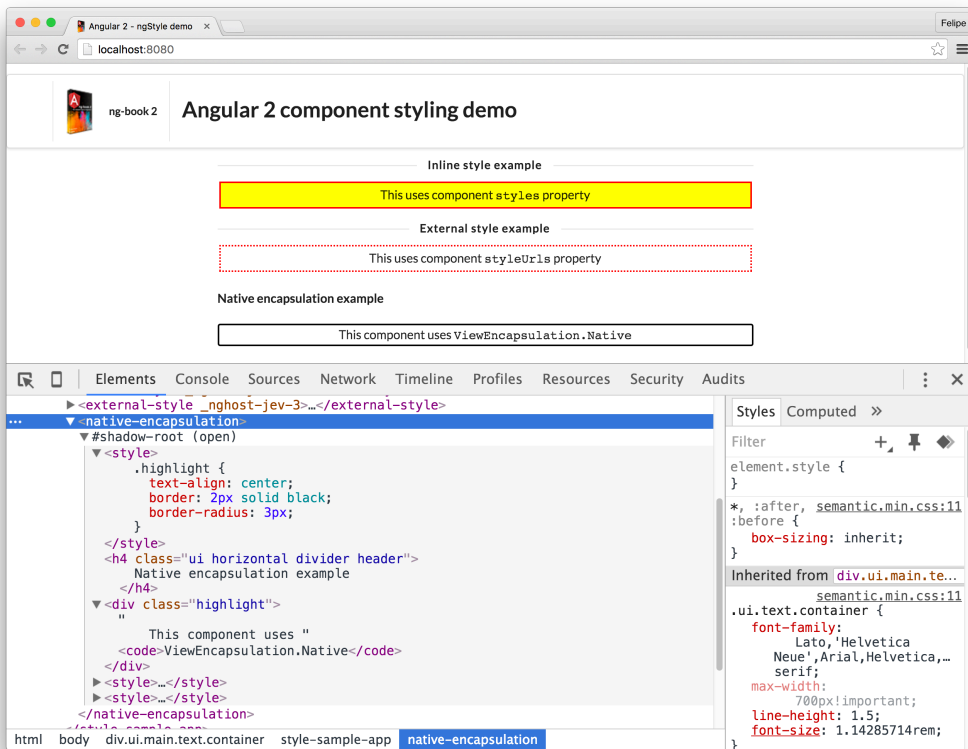 Angular 2 - ngStyle demo
Felipe
localhost:8080
ng-book 2
Angular 2 component styling demo
Inline style example
This uses component styles property
External style example
This uses component styleUrls property
Native encapsulation example
This component uses ViewEncapsulation.Native
Elements Console Sources Network Timeline Profiles Resources Security Audits
<external-style _nghost-jev-3>…</external-style>
<native-encapsulation>
#shadow-root (open)
<style>
.highlight {
text-align: center;
border: 2px solid black;
border-radius: 3px;
}
</style>
<h4 class="ui horizontal divider header">
Native encapsulation example
</h4>
<div class="highlight">
"
This component uses "
<code>ViewEncapsulation.Native</code>
</div>
<style>…</style>
<style>…</style>
</native-encapsulation>
</style-sample-app>
html body div.ui.main.text.container style-sample-app native-encapsulation
Styles Computed »
Filter
element.style {
}
*, :after, semantic.min.css:11
:before {
box-sizing: inherit;
}
Inherited from div.ui.main.te…
semantic.min.css:11
.ui.text.container {
font-family:
Lato,'Helvetica
Neue',Arial,Helvetica,…
serif;
max-width:
700px!important;
line-height: 1.5;
font-size: 1.14285714rem;
}